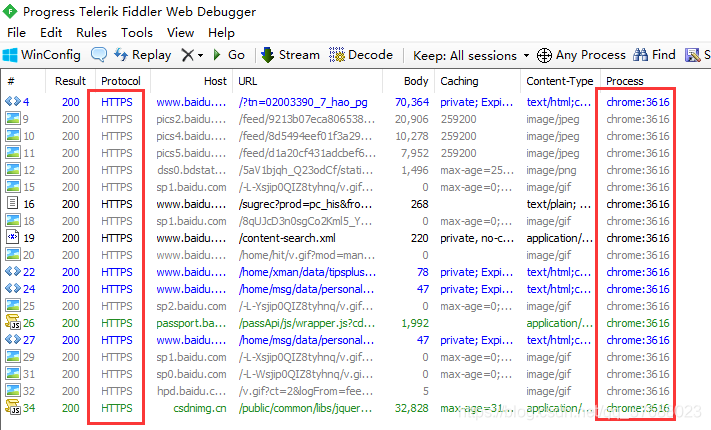 Progress Telerik Fiddler Web Debugger
File Edit Rules Tools View Help
WinConfig Replay Go Stream Decode Keep: All sessions Any Process Find S
# Result Protocol Host URL Body Caching Content-Type Process
4 200 HTTPS www.baidu.... /?tn=02003390_7_hao_pg 70,364 private; Expi... text/html;c... chrome:3616
9 200 HTTPS pics2.baidu.... /feed/9213b07eca806538... 20,906 259200 image/jpeg chrome:3616
10 200 HTTPS pics4.baidu.... /feed/8d5494eef01f3a29... 10,278 259200 image/jpeg chrome:3616
11 200 HTTPS pics5.baidu.... /feed/d1a20cf431adcbef6... 7,952 259200 image/jpeg chrome:3616
12 200 HTTPS dss0.bdstat... /5aV1bjqh_Q23odCf/stati... 1,496 max-age=25... image/png chrome:3616
15 200 HTTPS sp1.baidu.com /-L-Xsjip0QIZ8tyhnq/v.gif... 0 max-age=0;... image/gif chrome:3616
16 200 HTTPS www.baidu.... /sugrec?prod=pc_his&fro... 268 text/plain; ... chrome:3616
18 200 HTTPS sp1.baidu.com /8qUJcD3n0sgCo2Kml5_Y... 0 max-age=0;... image/gif chrome:3616
19 200 HTTPS www.baidu.... /content-search.xml 220 private, no-c... application/... chrome:3616
20 200 HTTPS www.baidu.... /home/hit/v.gif?mod=man... 0 image/gif chrome:3616
22 200 HTTPS www.baidu.... /home/xman/data/tipsplus... 78 private; Expi... text/html;c... chrome:3616
24 200 HTTPS www.baidu.... /home/msg/data/personal... 47 private; Expi... text/html;c... chrome:3616
25 200 HTTPS sp2.baidu.com /-L-Ysjip0QIZ8tyhnq/v.gif... 0 max-age=0;... image/gif chrome:3616
26 200 HTTPS passport.ba... /passApi/js/wrapper.js?cd... 1,992 application/... chrome:3616
27 200 HTTPS www.baidu.... /home/msg/data/personal... 47 private; Expi... text/html;c... chrome:3616
29 200 HTTPS sp1.baidu.com /-L-Xsjip0QIZ8tyhnq/v.gif... 0 max-age=0;... image/gif chrome:3616
31 200 HTTPS sp0.baidu.com /-L-Wsjip0QIZ8tyhnq/v.gi... 0 max-age=0;... image/gif chrome:3616
32 200 HTTPS hpd.baidu.c... /v.gif?ct=2&logFrom=fee... 5 image/gif chrome:3616
34 200 HTTPS csdnimg.cn /public/common/libs/jquer... 32,828 max-age=31... application/... chrome:3616